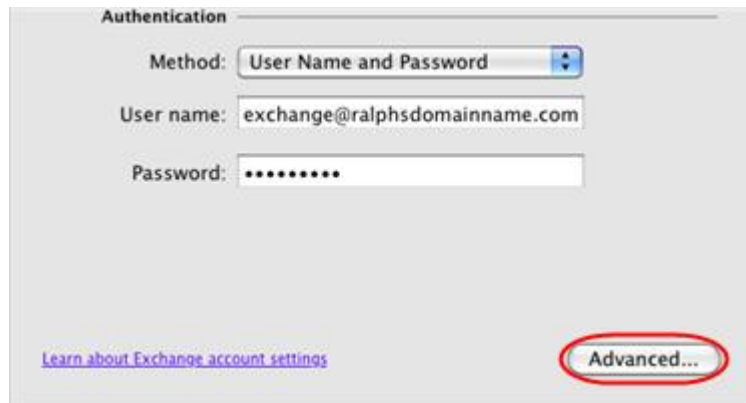 Authentication
Method: User Name and Password
User name: exchange@ralphsdomainname.com
Password: •••••••••
Learn about Exchange account settings
Advanced...